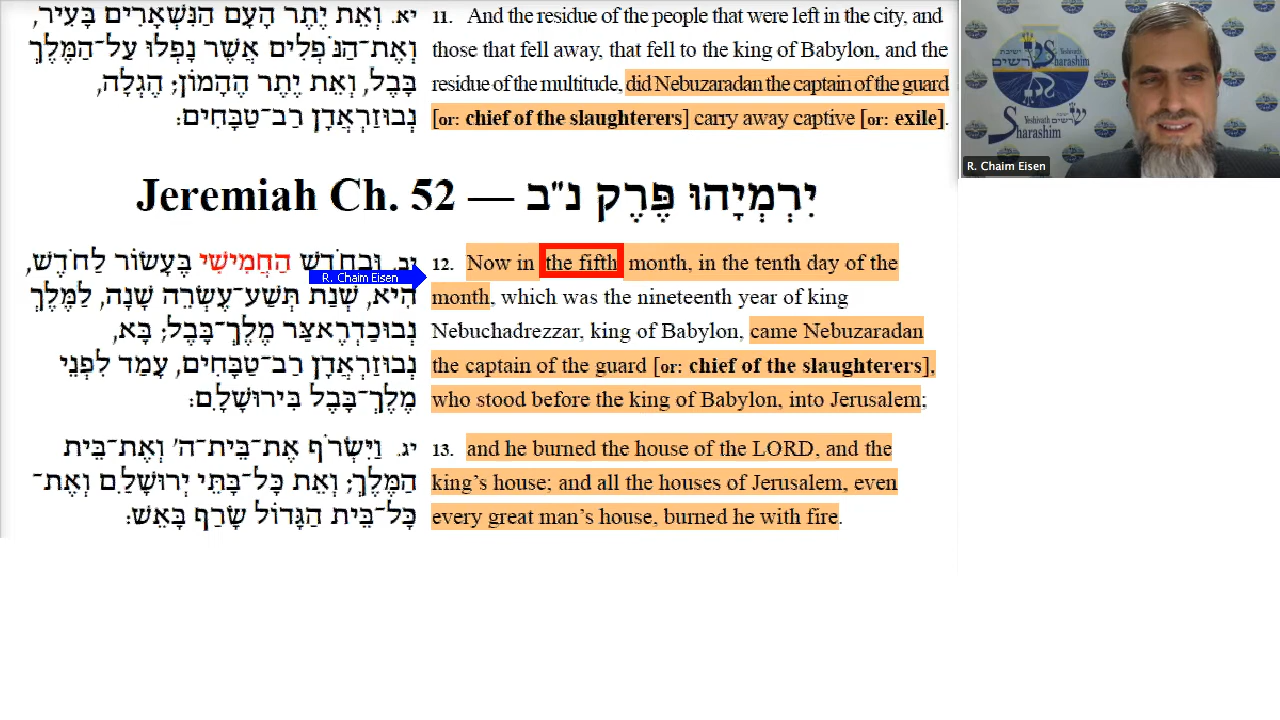 יא. וְאֵת יֶתֶר הָעָם הַנִּשְׁאָרִים בָּעִיר,
וְאֶת־הַנֹּפְלִים אֲשֶׁר נָפְלוּ עַל־הַמֶּלֶךְ
בָּבֶל, וְאֵת יֶתֶר הֶהָמוֹן; הֶגְלָה,
נְבוּזַרְאֲדָן רַב־טַבָּחִים:
11. And the residue of the people that were left in the city, and
those that fell away, that fell to the king of Babylon, and the
residue of the multitude, did Nebuzaradan the captain of the guard
[or: chief of the slaughterers] carry away captive [or: exile].
Jeremiah Ch. 52 — יִרְמְיָהוּ פֶּרֶק נ"ב
יב. וּבַחֹדֶשׁ הַחֲמִישִׁי בֶּעָשׂוֹר לַחֹדֶשׁ,
הִיא, שְׁנַת תְּשַׁע־עֶשְׂרֵה שָׁנָה, לַמֶּלֶךְ
נְבוּכַדְרֶאצַּר מֶלֶךְ־בָּבֶל; בָּא,
נְבוּזַרְאֲדָן רַב־טַבָּחִים, עָמַד לִפְנֵי
מֶלֶךְ־בָּבֶל בִּירוּשָׁלִָם:
R. Chaim Eisen
12. Now in the fifth month, in the tenth day of the
month, which was the nineteenth year of king
Nebuchadrezzar, king of Babylon, came Nebuzaradan
the captain of the guard [or: chief of the slaughterers],
who stood before the king of Babylon, into Jerusalem;
יג. וַיִּשְׂרֹף אֶת־בֵּית־ה' וְאֶת־בֵּית
הַמֶּלֶךְ; וְאֵת כָּל־בָּתֵּי יְרוּשָׁלִַם וְאֶת־
כָּל־בֵּית הַגָּדוֹל שָׂרַף בָּאֵשׁ:
13. and he burned the house of the LORD, and the
king's house; and all the houses of Jerusalem, even
every great man's house, burned he with fire.
ישיבת
שרשים
Sharashim
Yeshivath
Sharashim
R. Chaim Eisen